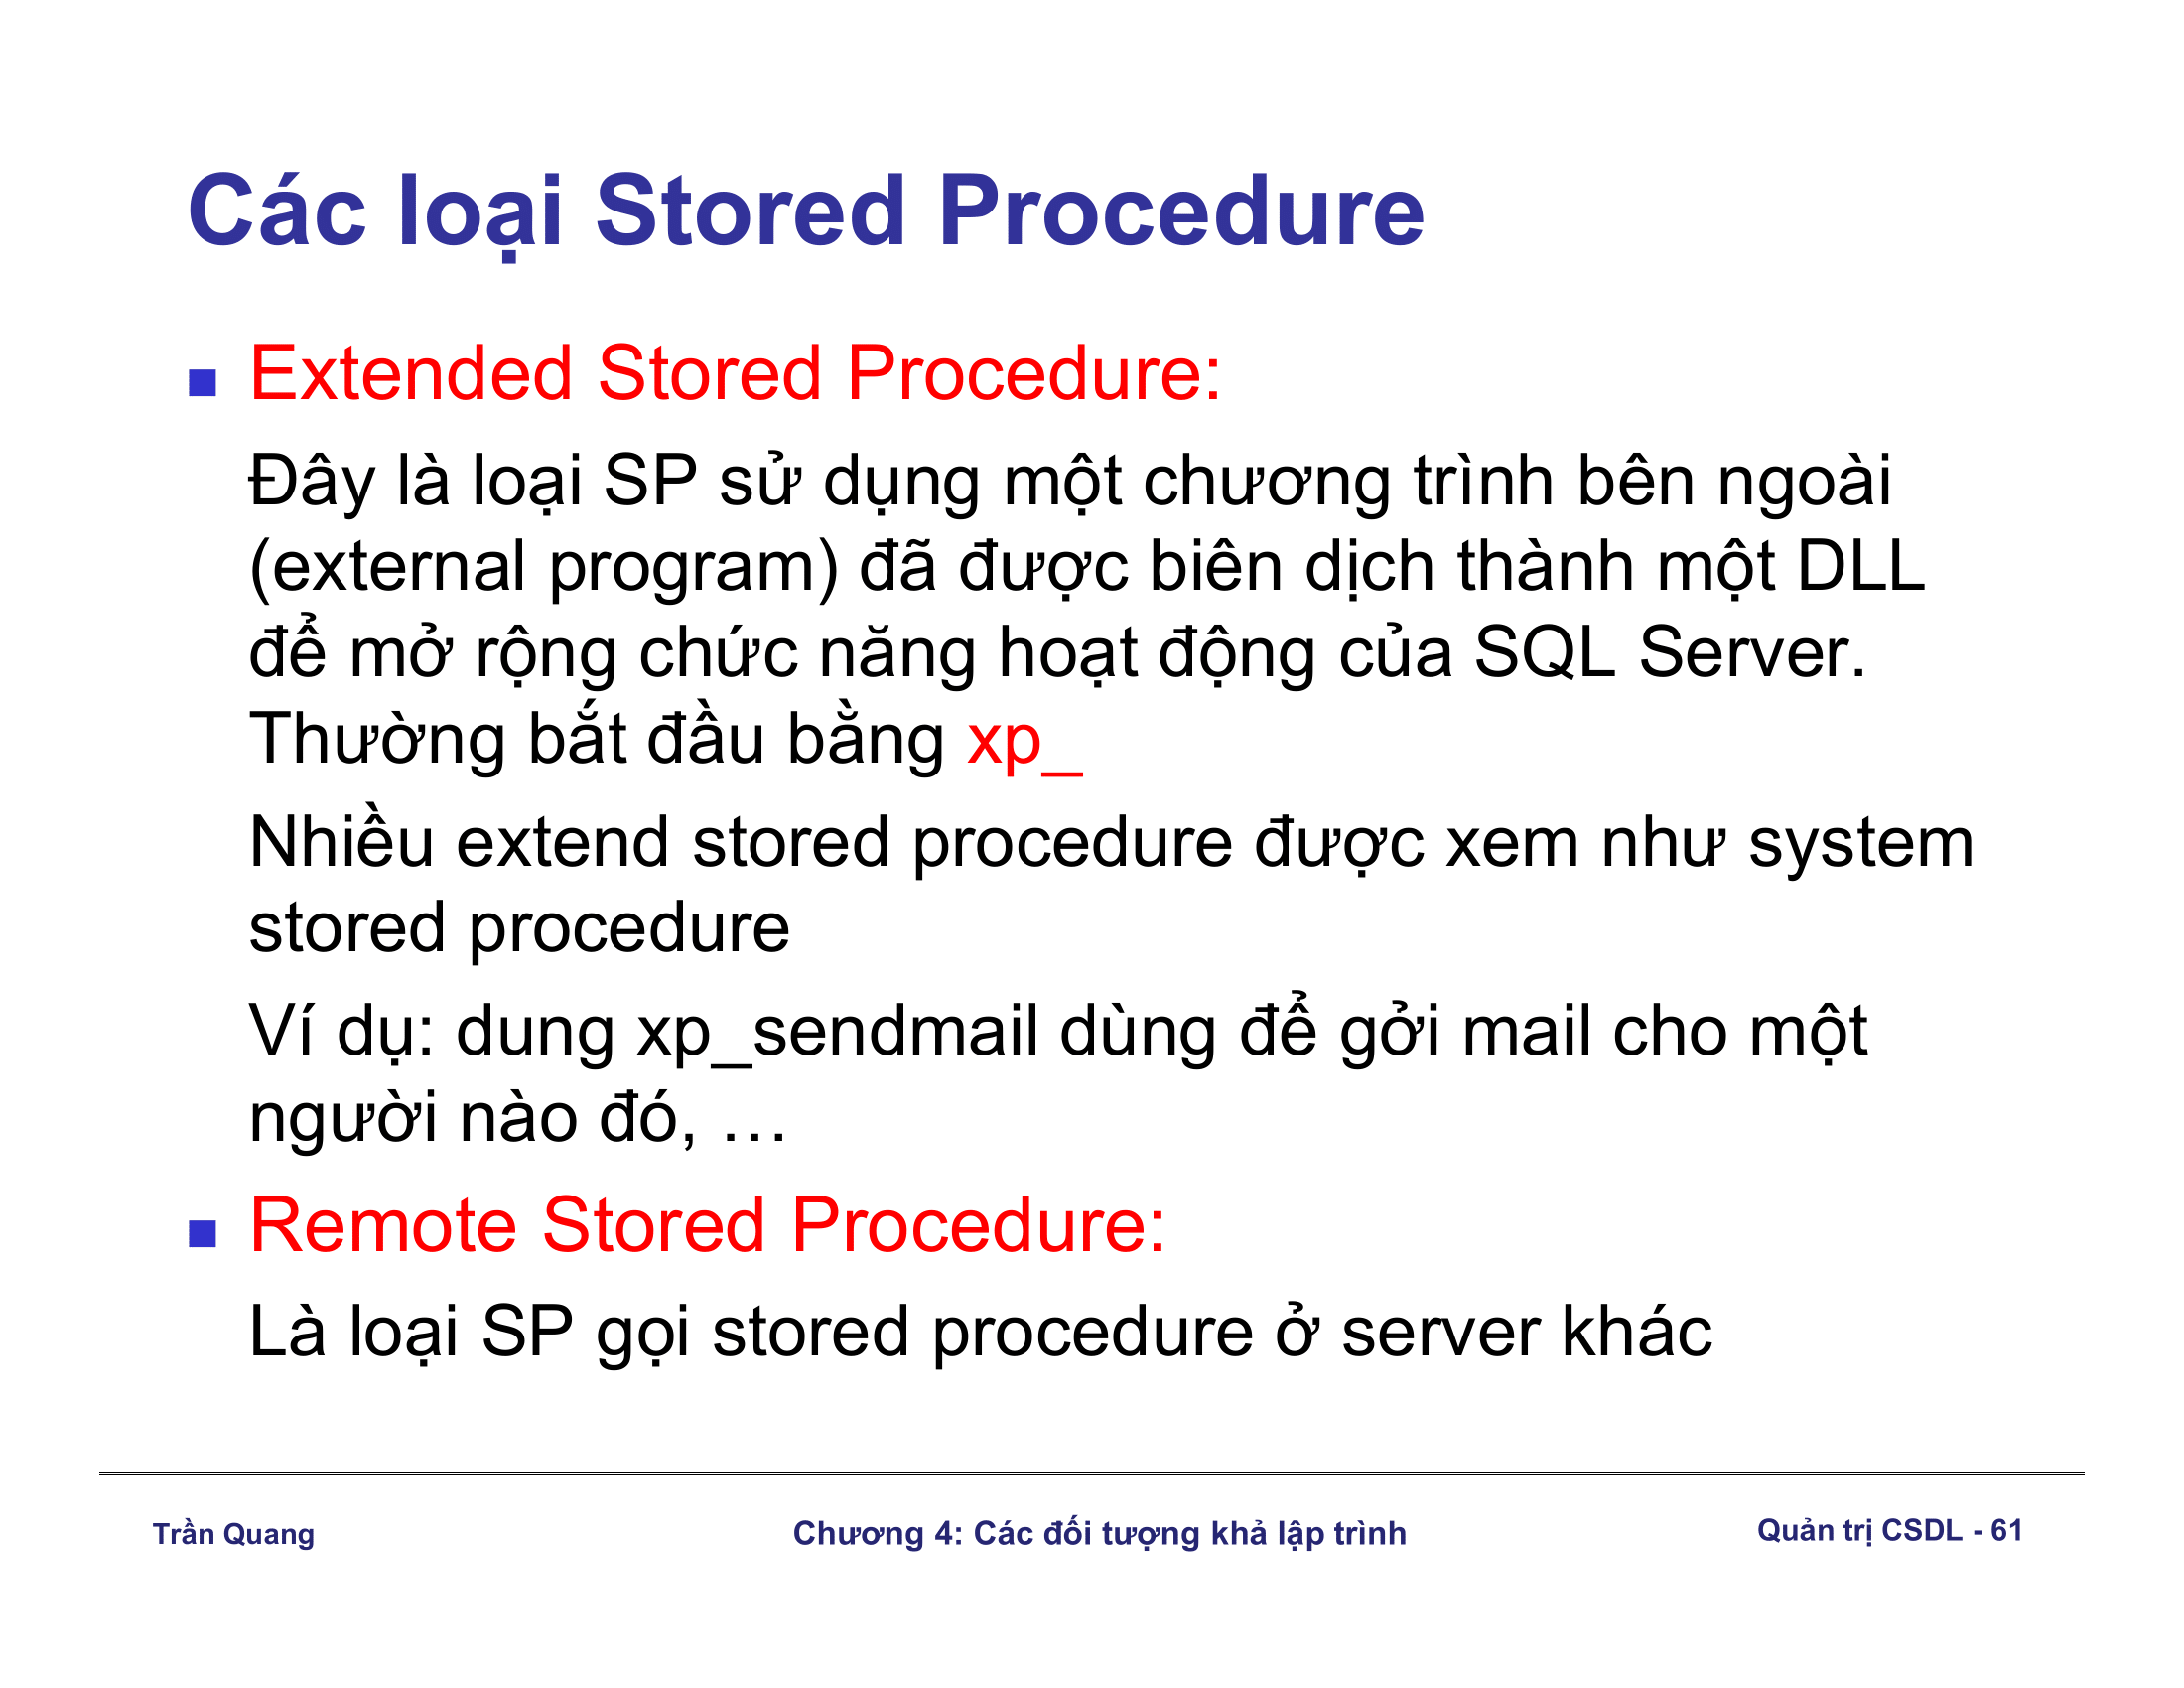 Các loại Stored Procedure
Extended Stored Procedure:
Đây là loại SP sử dụng một chương trình bên ngoài
(external program) đã được biên dịch thành một DLL
để mở rộng chức năng hoạt động của SQL Server.
Thường bắt đầu bằng xp_
Nhiều extend stored procedure được xem như system
stored procedure
Ví dụ: dung xp_sendmail dùng để gởi mail cho một
người nào đó, …
Remote Stored Procedure:
Là loại SP gọi stored procedure ở server khác
Trần Quang
Chương 4: Các đối tượng khả lập trình
Quản trị CSDL - 61